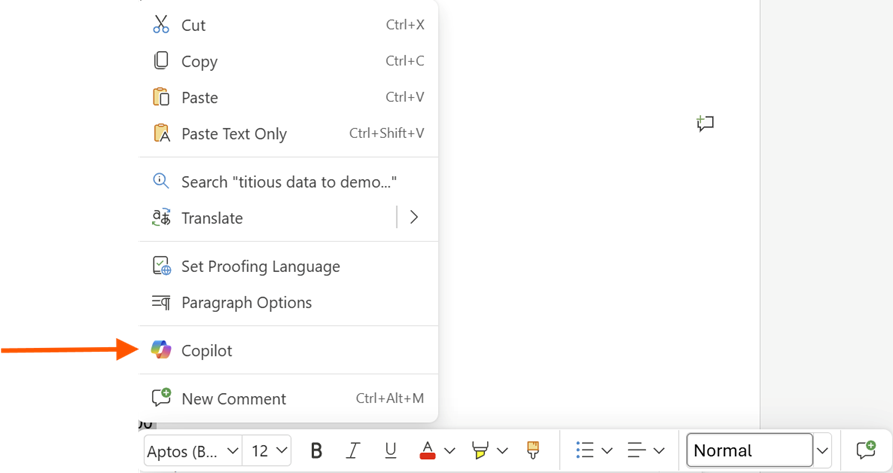 Cut Ctrl+X
Copy Ctrl+C
Paste Ctrl+V
Paste Text Only Ctrl+Shift+V
Search "titious data to demo..."
Translate
Set Proofing Language
Paragraph Options
Copilot
New Comment Ctrl+Alt+M
Aptos (B... 12 B I U A Normal